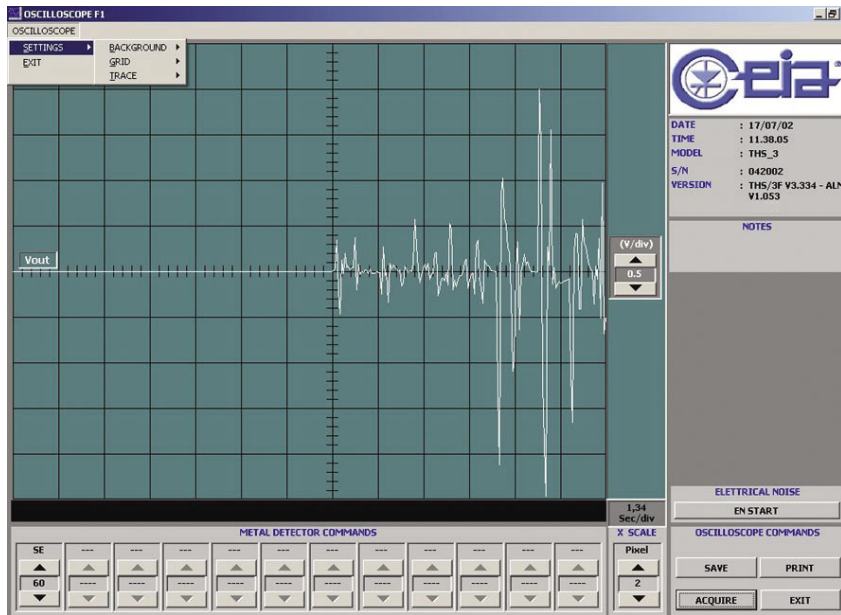 OSCILLOSCOPE F1
OSCILLOSCOPE
SETTINGS
EXIT
BACKGROUND
GRID
TRACE
Ceia
DATE : 17/07/02
TIME : 11.38.05
MODEL : THS_3
S/N : 042002
VERSION : THS/3F V3.334 - ALM
V1.053
NOTES
Vout
(V/div)
0.5
ELETTRICAL NOISE
EN START
1,34
Sec/div
METAL DETECTOR COMMANDS
X SCALE
OSCILLOSCOPE COMMANDS
SE --- --- --- --- --- --- --- --- --- ---
Pixel
60 ---- ---- ---- ---- ---- ---- ---- ---- ---- ----
2
SAVE
PRINT
ACQUIRE
EXIT